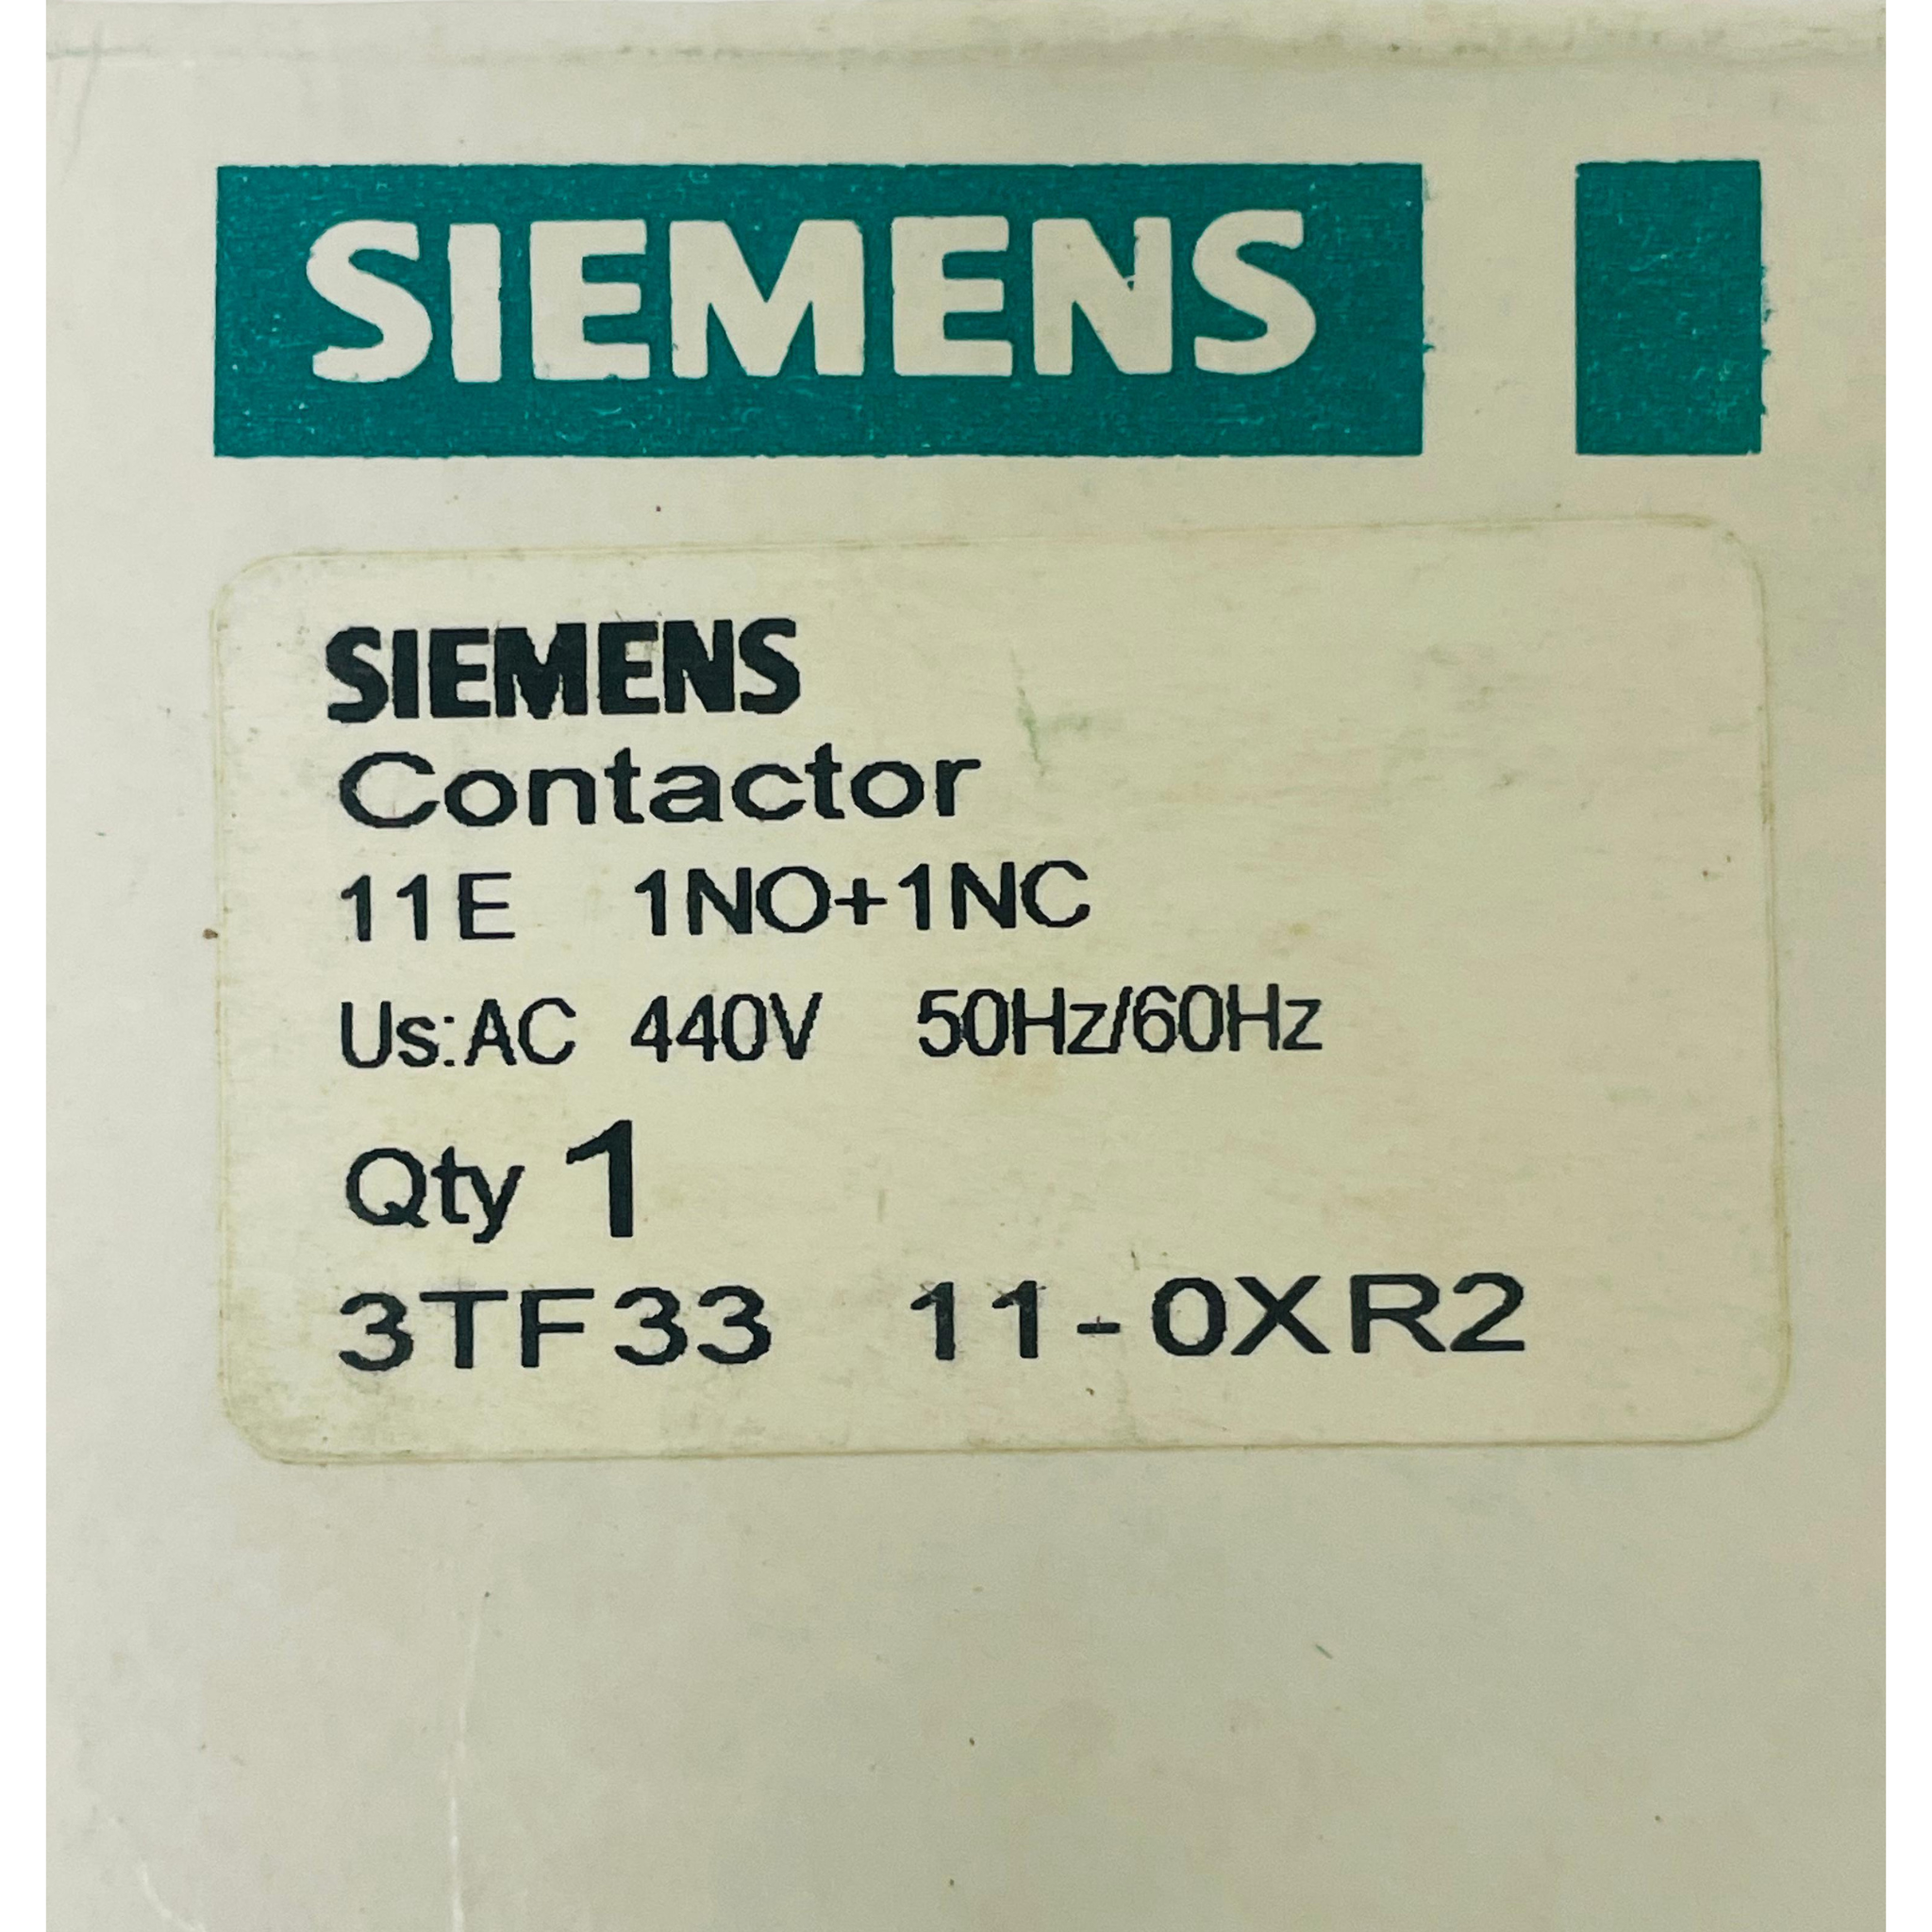 SIEMENS
SIEMENS
Contactor
11E 1NO+1NC
Us:AC 440V 50Hz/60Hz
Qty 1
3TF33 11-0XR2